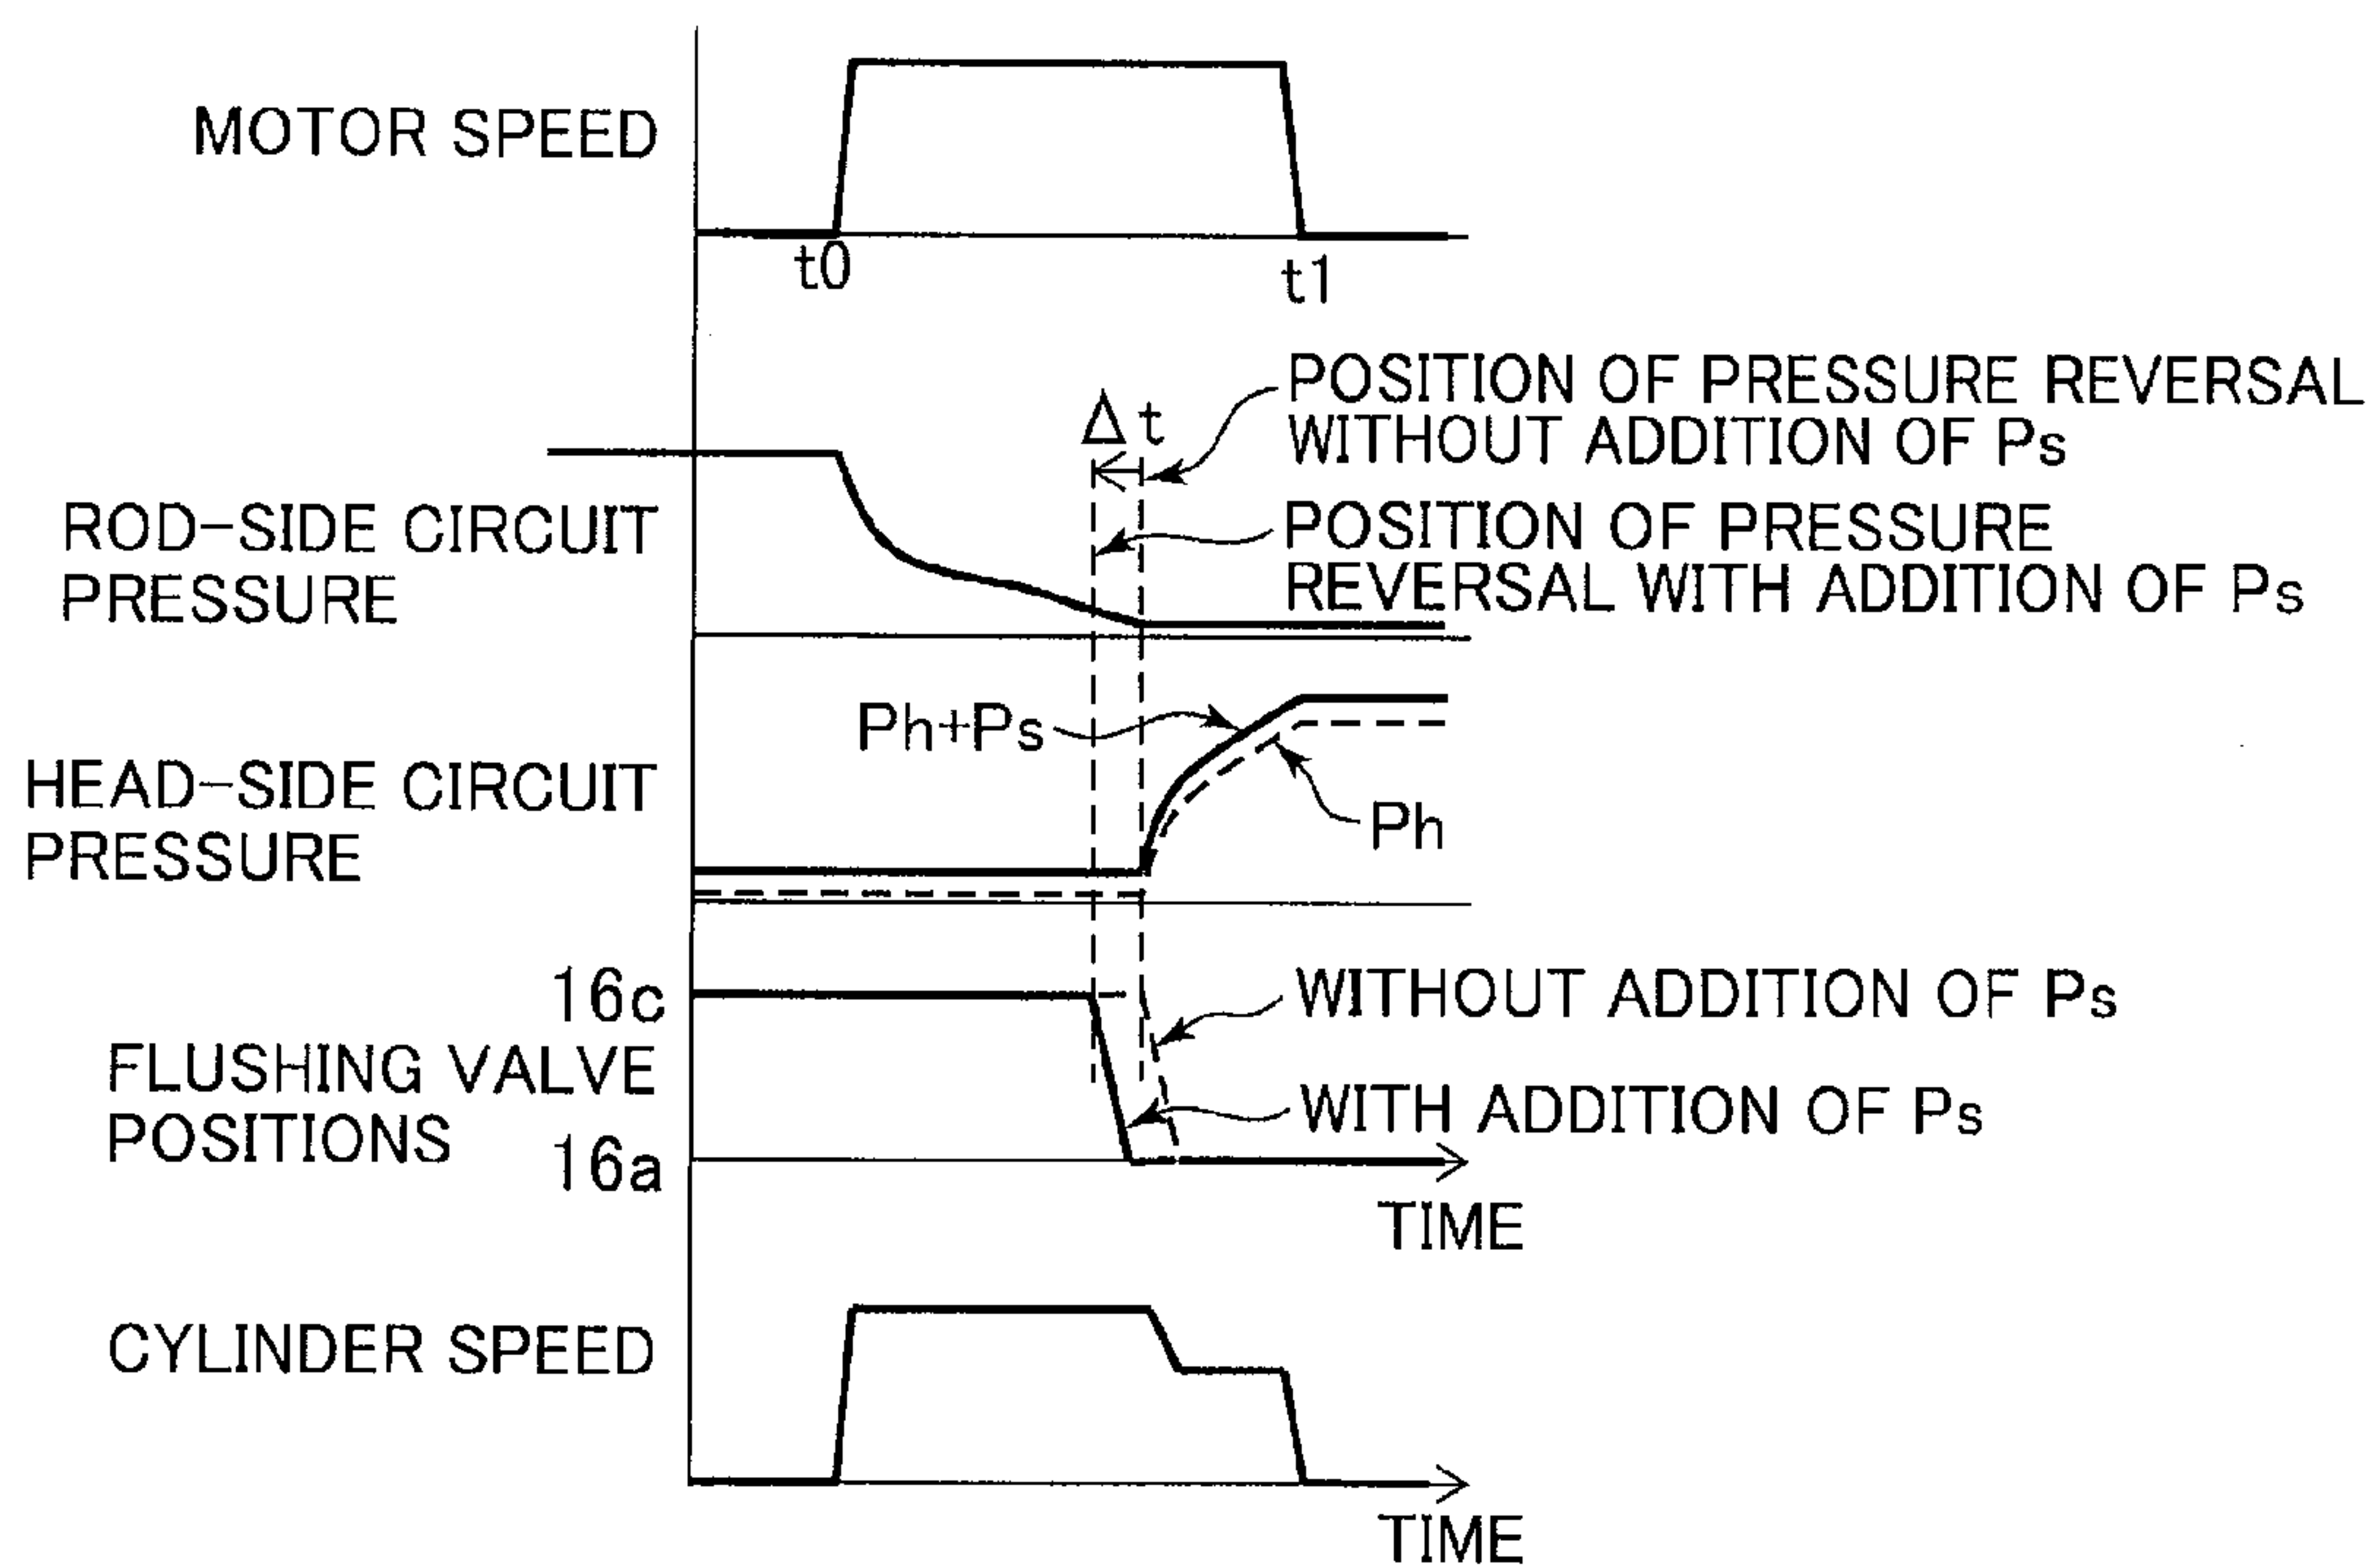 MOTOR SPEED
t0
t1
Δt
POSITION OF PRESSURE REVERSAL
WITHOUT ADDITION OF Ps
ROD-SIDE CIRCUIT
PRESSURE
POSITION OF PRESSURE
REVERSAL WITH ADDITION OF Ps
Ph+Ps
HEAD-SIDE CIRCUIT
PRESSURE
Ph
16c
WITHOUT ADDITION OF Ps
FLUSHING VALVE
POSITIONS
WITH ADDITION OF Ps
16a
TIME
CYLINDER SPEED
TIME